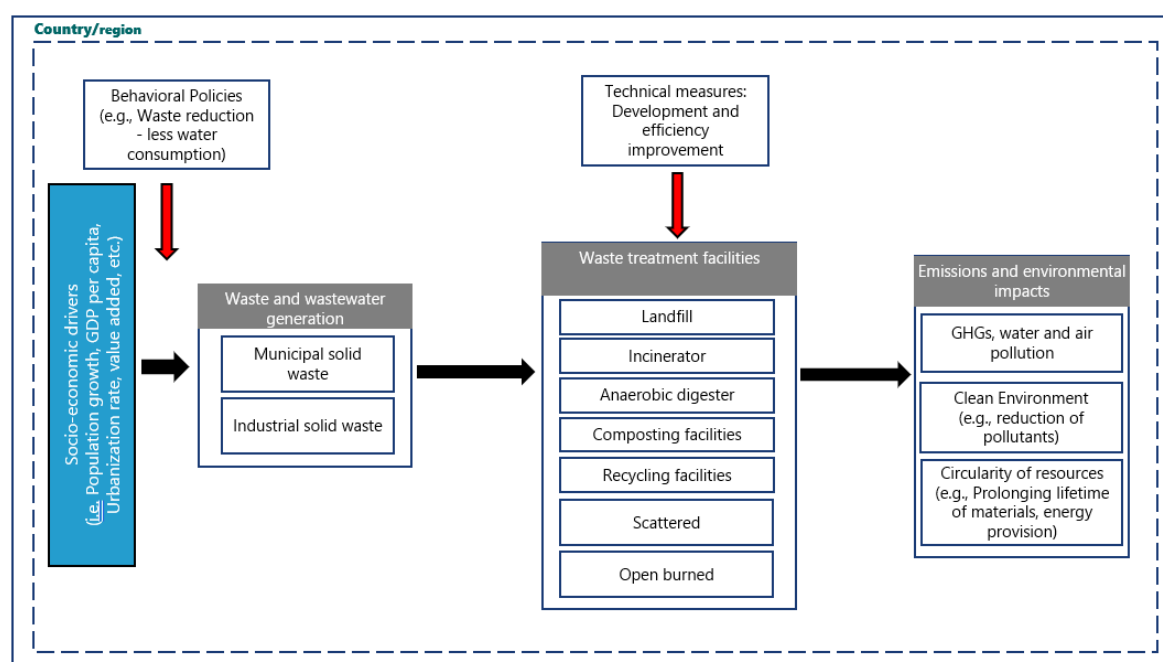 Country/region
Behavioral Policies
(e.g., Waste reduction
- less water
consumption)
Technical measures:
Development and
efficiency
improvement
Socio-economic drivers
(i.e. Population growth, GDP per capita,
Urbanization rate, value added, etc.)
Waste and wastewater
generation
Municipal solid
waste
Industrial solid waste
Waste treatment facilities
Landfill
Incinerator
Anaerobic digester
Composting facilities
Recycling facilities
Scattered
Open burned
Emissions and environmental
impacts
GHGs, water and air
pollution
Clean Environment
(e.g., reduction of
pollutants)
Circularity of resources
(e.g., Prolonging lifetime
of materials, energy
provision)